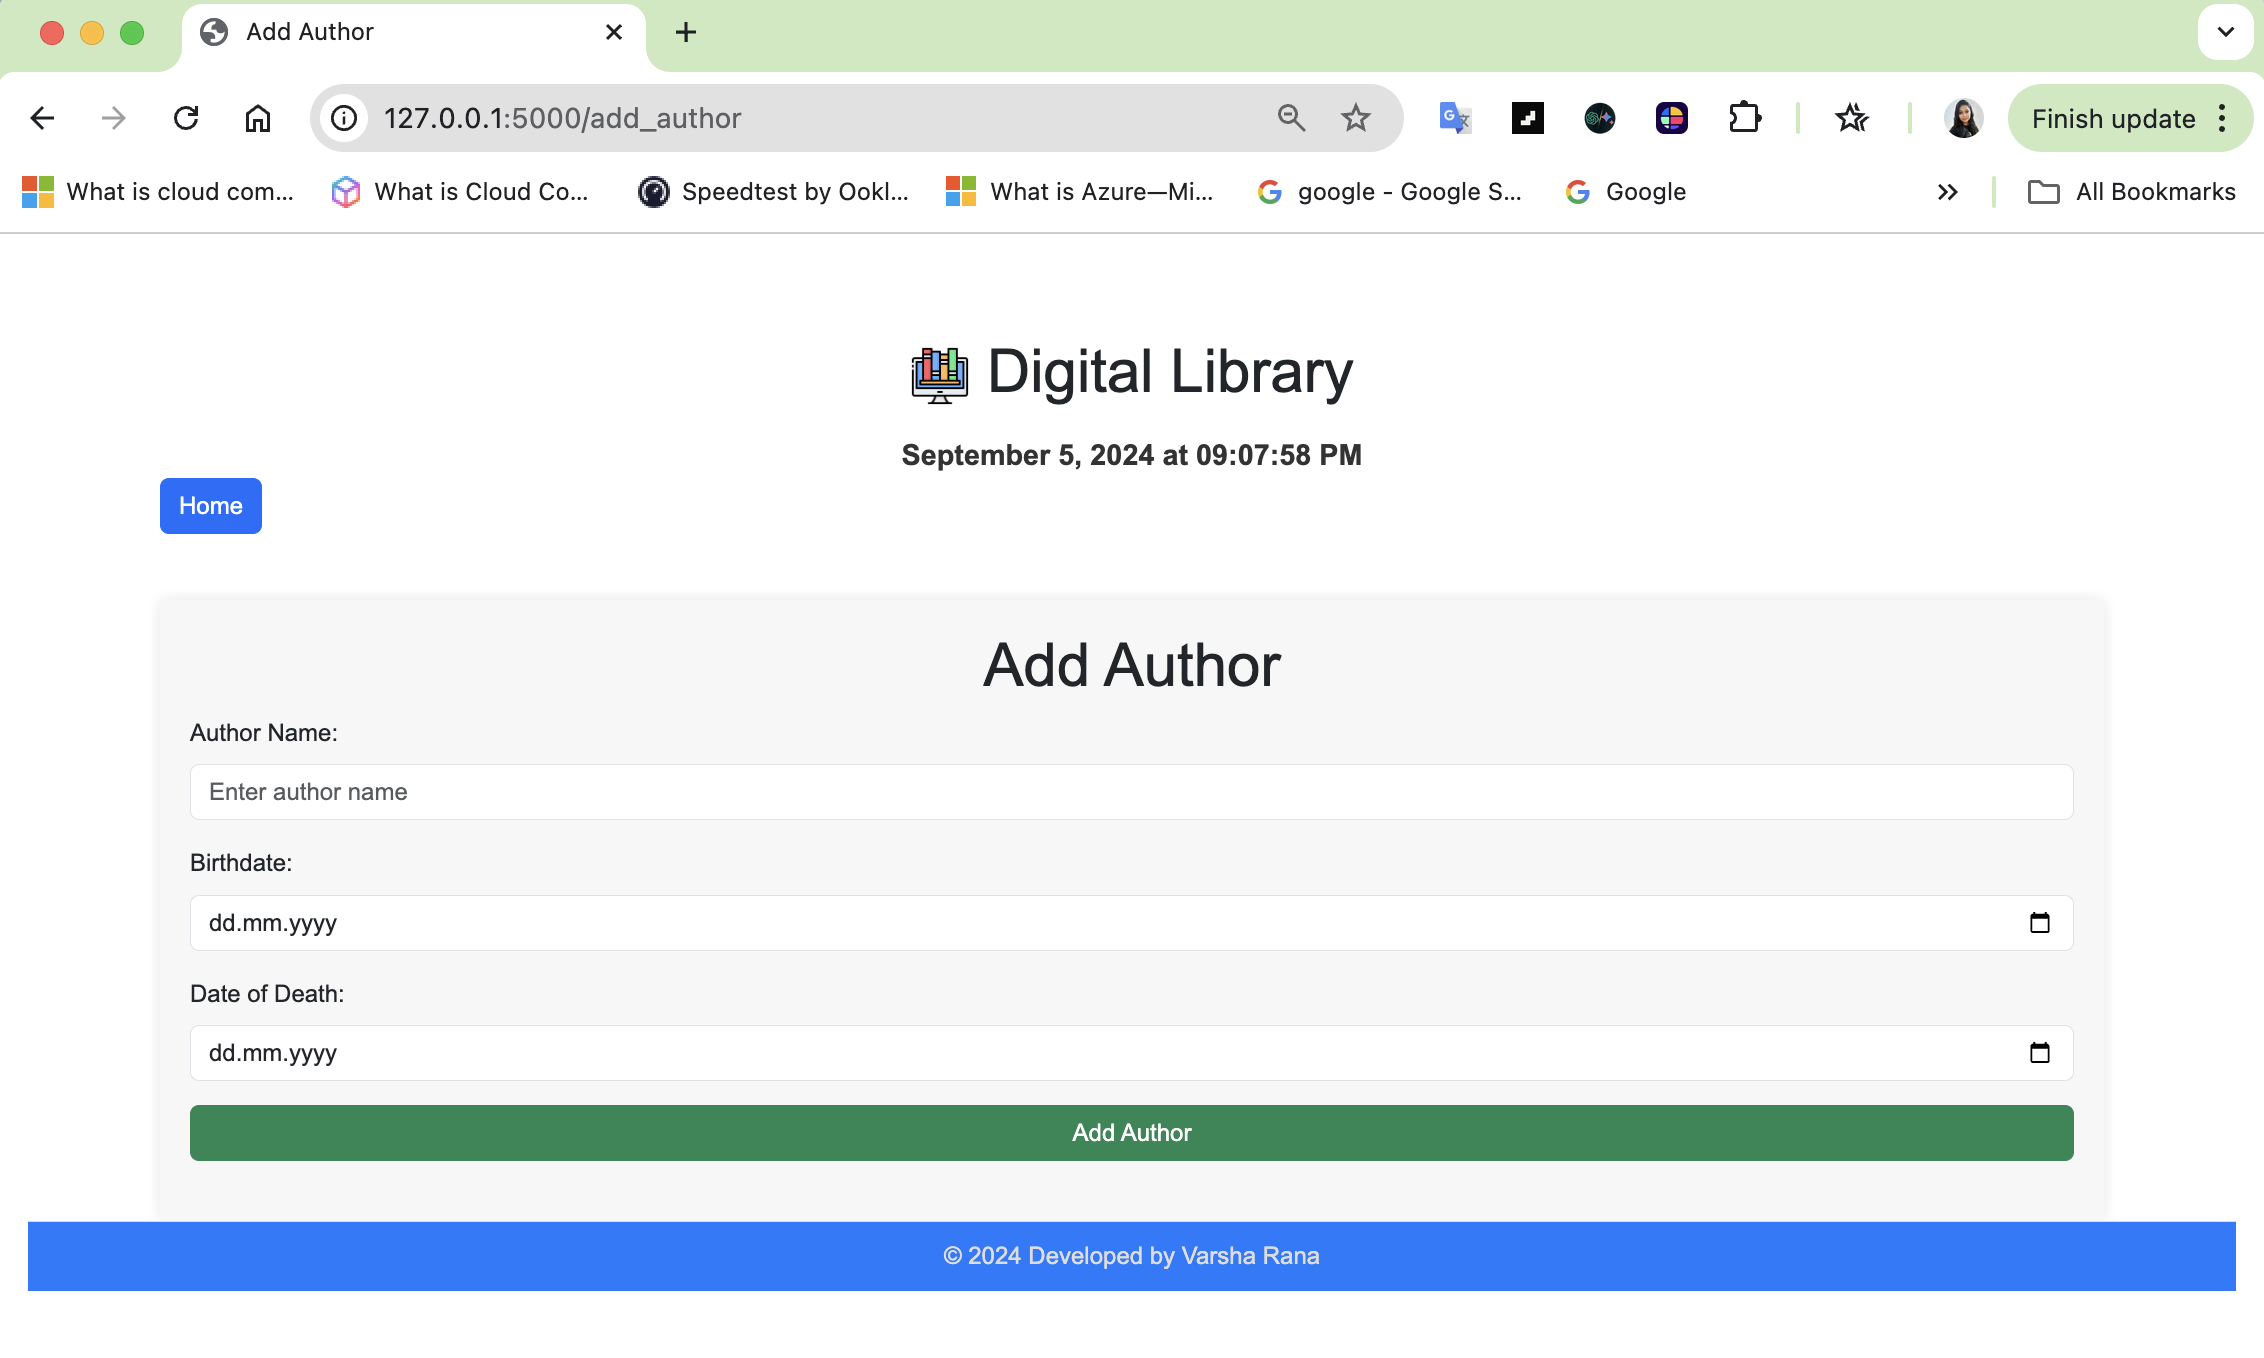 Add Author
127.0.0.1:5000/add_author
Finish update
What is cloud com...
What is Cloud Co...
Speedtest by Ookl...
What is Azure—Mi...
google - Google S...
Google
All Bookmarks
Digital Library
September 5, 2024 at 09:07:58 PM
Home
Add Author
Author Name:
Enter author name
Birthdate:
dd.mm.yyyy
Date of Death:
dd.mm.yyyy
Add Author
© 2024 Developed by Varsha Rana